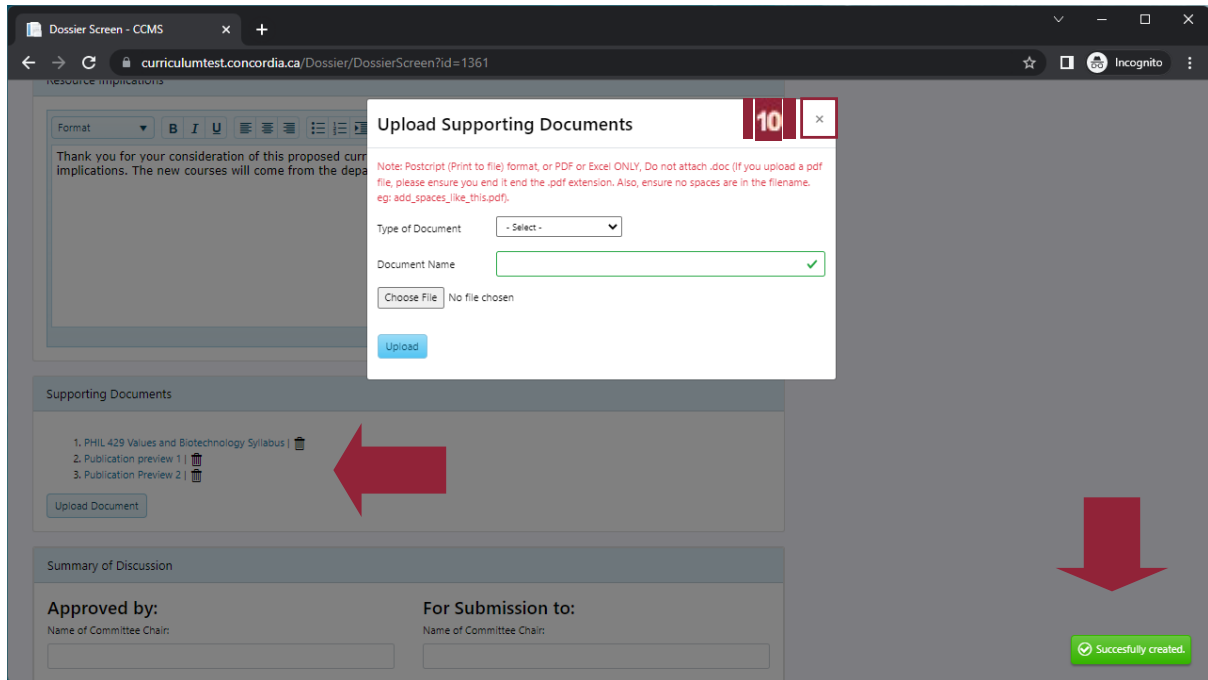 Dossier Screen - CCMS
curriculumtest.concordia.ca/Dossier/DossierScreen?id=1361
Incognito
Resource Implications
Format
B I U
Thank you for your consideration of this proposed curr
implications. The new courses will come from the depa
Upload Supporting Documents
10
×
Note: Postcript (Print to file) format, or PDF or Excel ONLY, Do not attach .doc (If you upload a pdf
file, please ensure you end it end the .pdf extension. Also, ensure no spaces are in the filename.
eg: add_spaces_like_this.pdf).
Type of Document
- Select -
Document Name
Choose File No file chosen
Upload
Supporting Documents
1. PHIL 429 Values and Biotechnology Syllabus |
2. Publication preview 1 |
3. Publication Preview 2 |
Upload Document
Summary of Discussion
Approved by:
Name of Committee Chair:
For Submission to:
Name of Committee Chair:
Succesfully created.